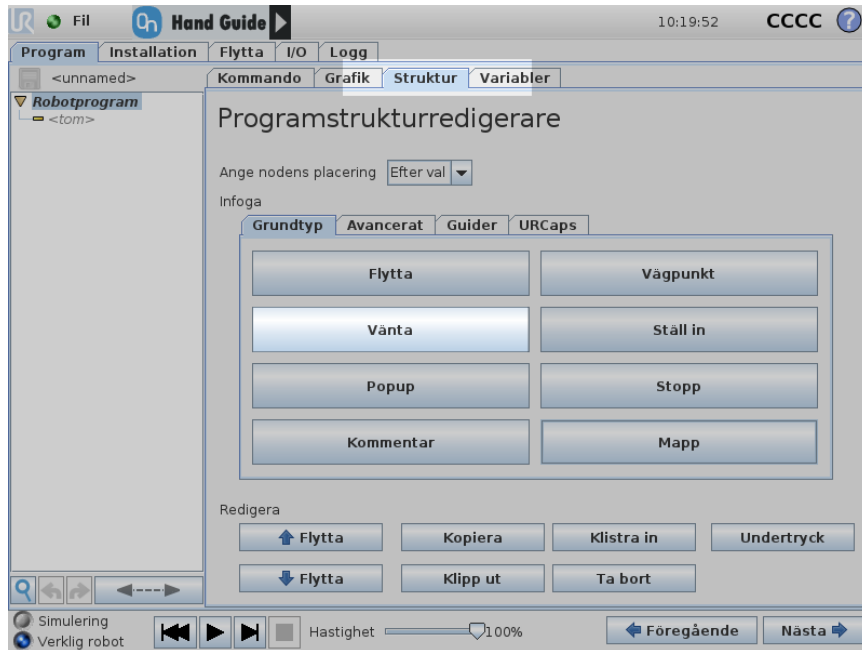 UR Fil On Hand Guide 10:19:52 CCCC ?
Program Installation Flytta I/O Logg
<unnamed> Kommando Grafik Struktur Variabler
Robotprogram
<tom>
Programstrukturredigerare
Ange nodens placering Efter val
Infoga
Grundtyp Avancerat Guider URCaps
Flytta Vägpunkt
Vänta Ställ in
Popup Stopp
Kommentar Mapp
Redigera
Flytta Kopiera Klistra in Undertryck
Flytta Klipp ut Ta bort
Simulering
Verklig robot
Hastighet 100% Föregående Nästa